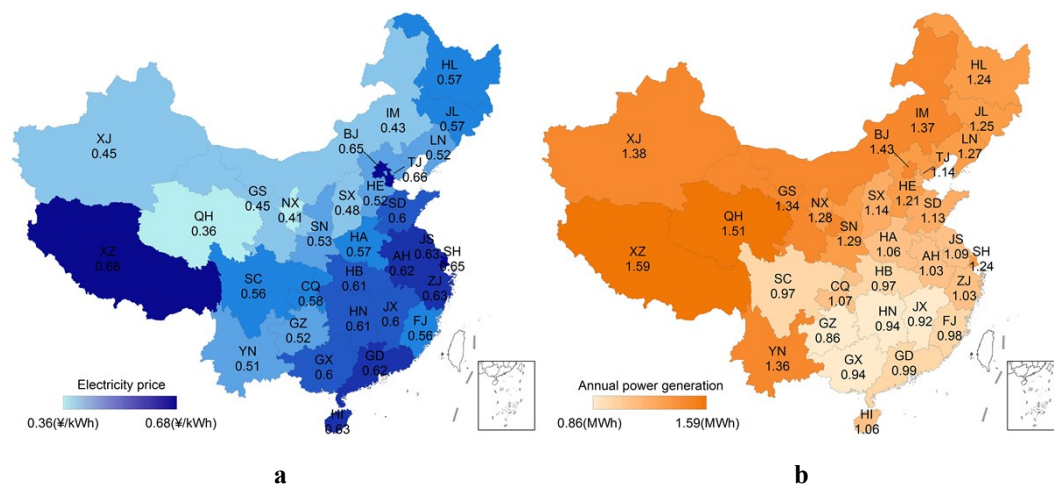 HL
0.57
JL
0.57
IM
0.43
LN
0.52
BJ
0.65
TJ
0.66
XJ
0.45
HE
0.52
GS
0.45
NX
0.41
SX
0.48
SD
0.6
QH
0.36
SN
0.53
HA
0.57
JS
0.63
SH
0.65
XZ
0.68
AH
0.62
SC
0.56
HB
0.61
ZJ
0.63
CQ
0.58
HN
0.61
JX
0.6
GZ
0.52
FJ
0.56
YN
0.51
GX
0.6
GD
0.62
HI
0.63
Electricity price
0.36(¥/kWh) 0.68(¥/kWh)
a
HL
1.24
JL
1.25
IM
1.37
LN
1.27
BJ
1.43
TJ
1.14
XJ
1.38
HE
1.21
GS
1.34
NX
1.28
SX
1.14
SD
1.13
QH
1.51
SN
1.29
HA
1.06
JS
1.09
SH
1.24
XZ
1.59
AH
1.03
SC
0.97
HB
0.97
ZJ
1.03
CQ
1.07
HN
0.94
JX
0.92
GZ
0.86
FJ
0.98
YN
1.36
GX
0.94
GD
0.99
HI
1.06
Annual power generation
0.86(MWh) 1.59(MWh)
b